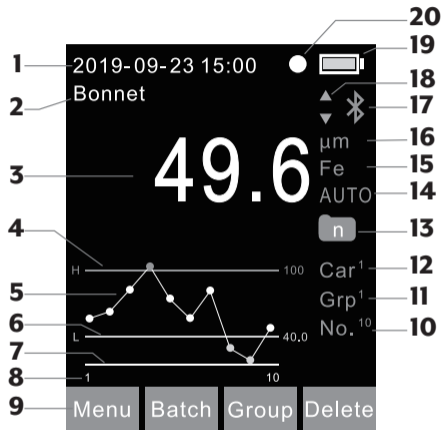 20
19
1
2019-09-23 15:00
18
2
Bonnet
17
µm
16
3
49.6
Fe
15
AUTO
14
n
13
4
H
100
Car¹
12
5
Grp¹
11
6
L
40.0
No.¹⁰
10
7
8
1
10
9
Menu
Batch
Group
Delete